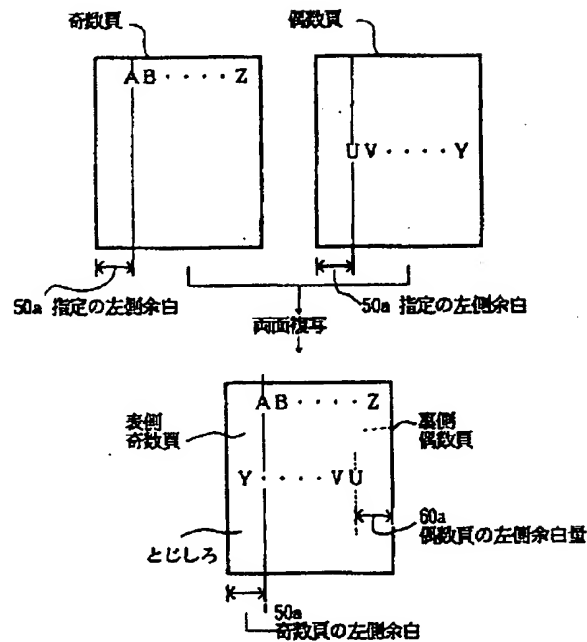 奇数頁
偶数頁
AB・・・・Z
UV・・・・Y
50a 指定の左側余白
50a 指定の左側余白
両面複写
AB・・・・Z
表側
奇数頁
裏側
偶数頁
Y・・・・VU
60a
偶数頁の左側余白量
とじしろ
50a
奇数頁の左側余白